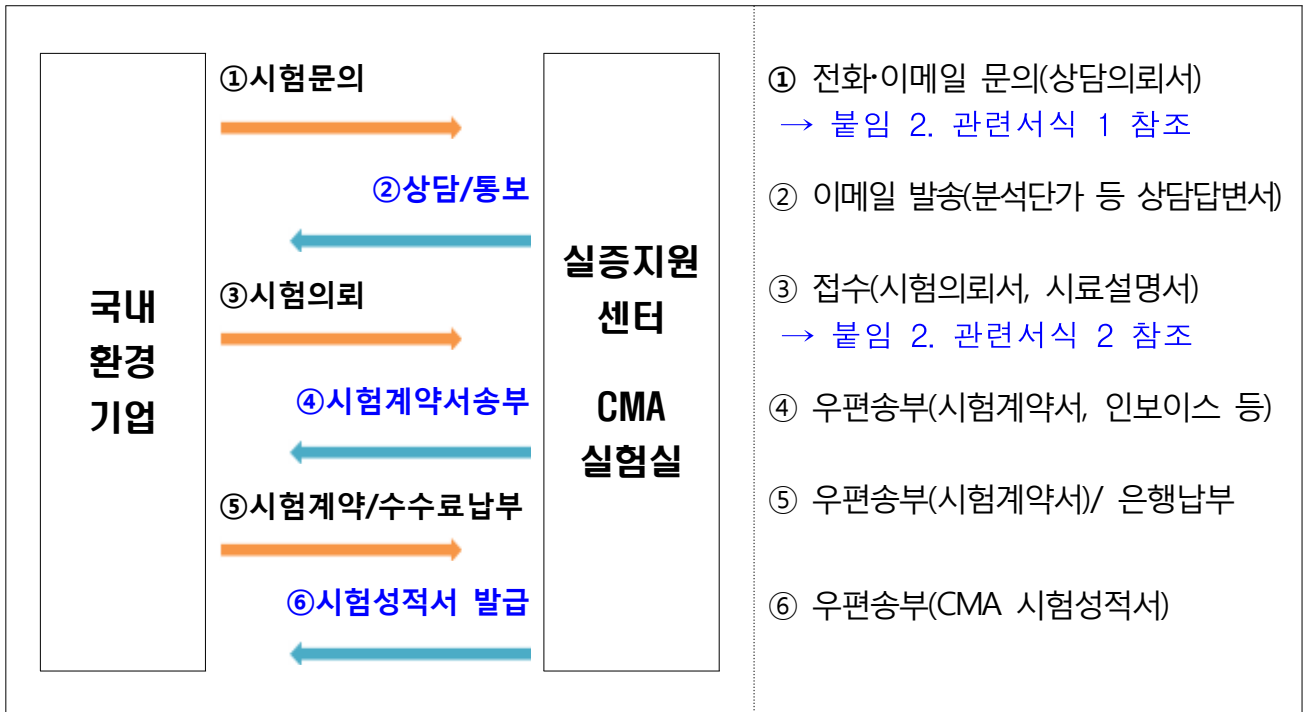 국내
환경
기업
①시험문의
②상담/통보
③시험의뢰
④시험계약서송부
⑤시험계약/수수료납부
⑥시험성적서 발급
실증지원
센터
CMA
실험실
① 전화·이메일 문의(상담의뢰서)
→ 붙임 2. 관련서식 1 참조
② 이메일 발송(분석단가 등 상담답변서)
③ 접수(시험의뢰서, 시료설명서)
→ 붙임 2. 관련서식 2 참조
④ 우편송부(시험계약서, 인보이스 등)
⑤ 우편송부(시험계약서)/ 은행납부
⑥ 우편송부(CMA 시험성적서)